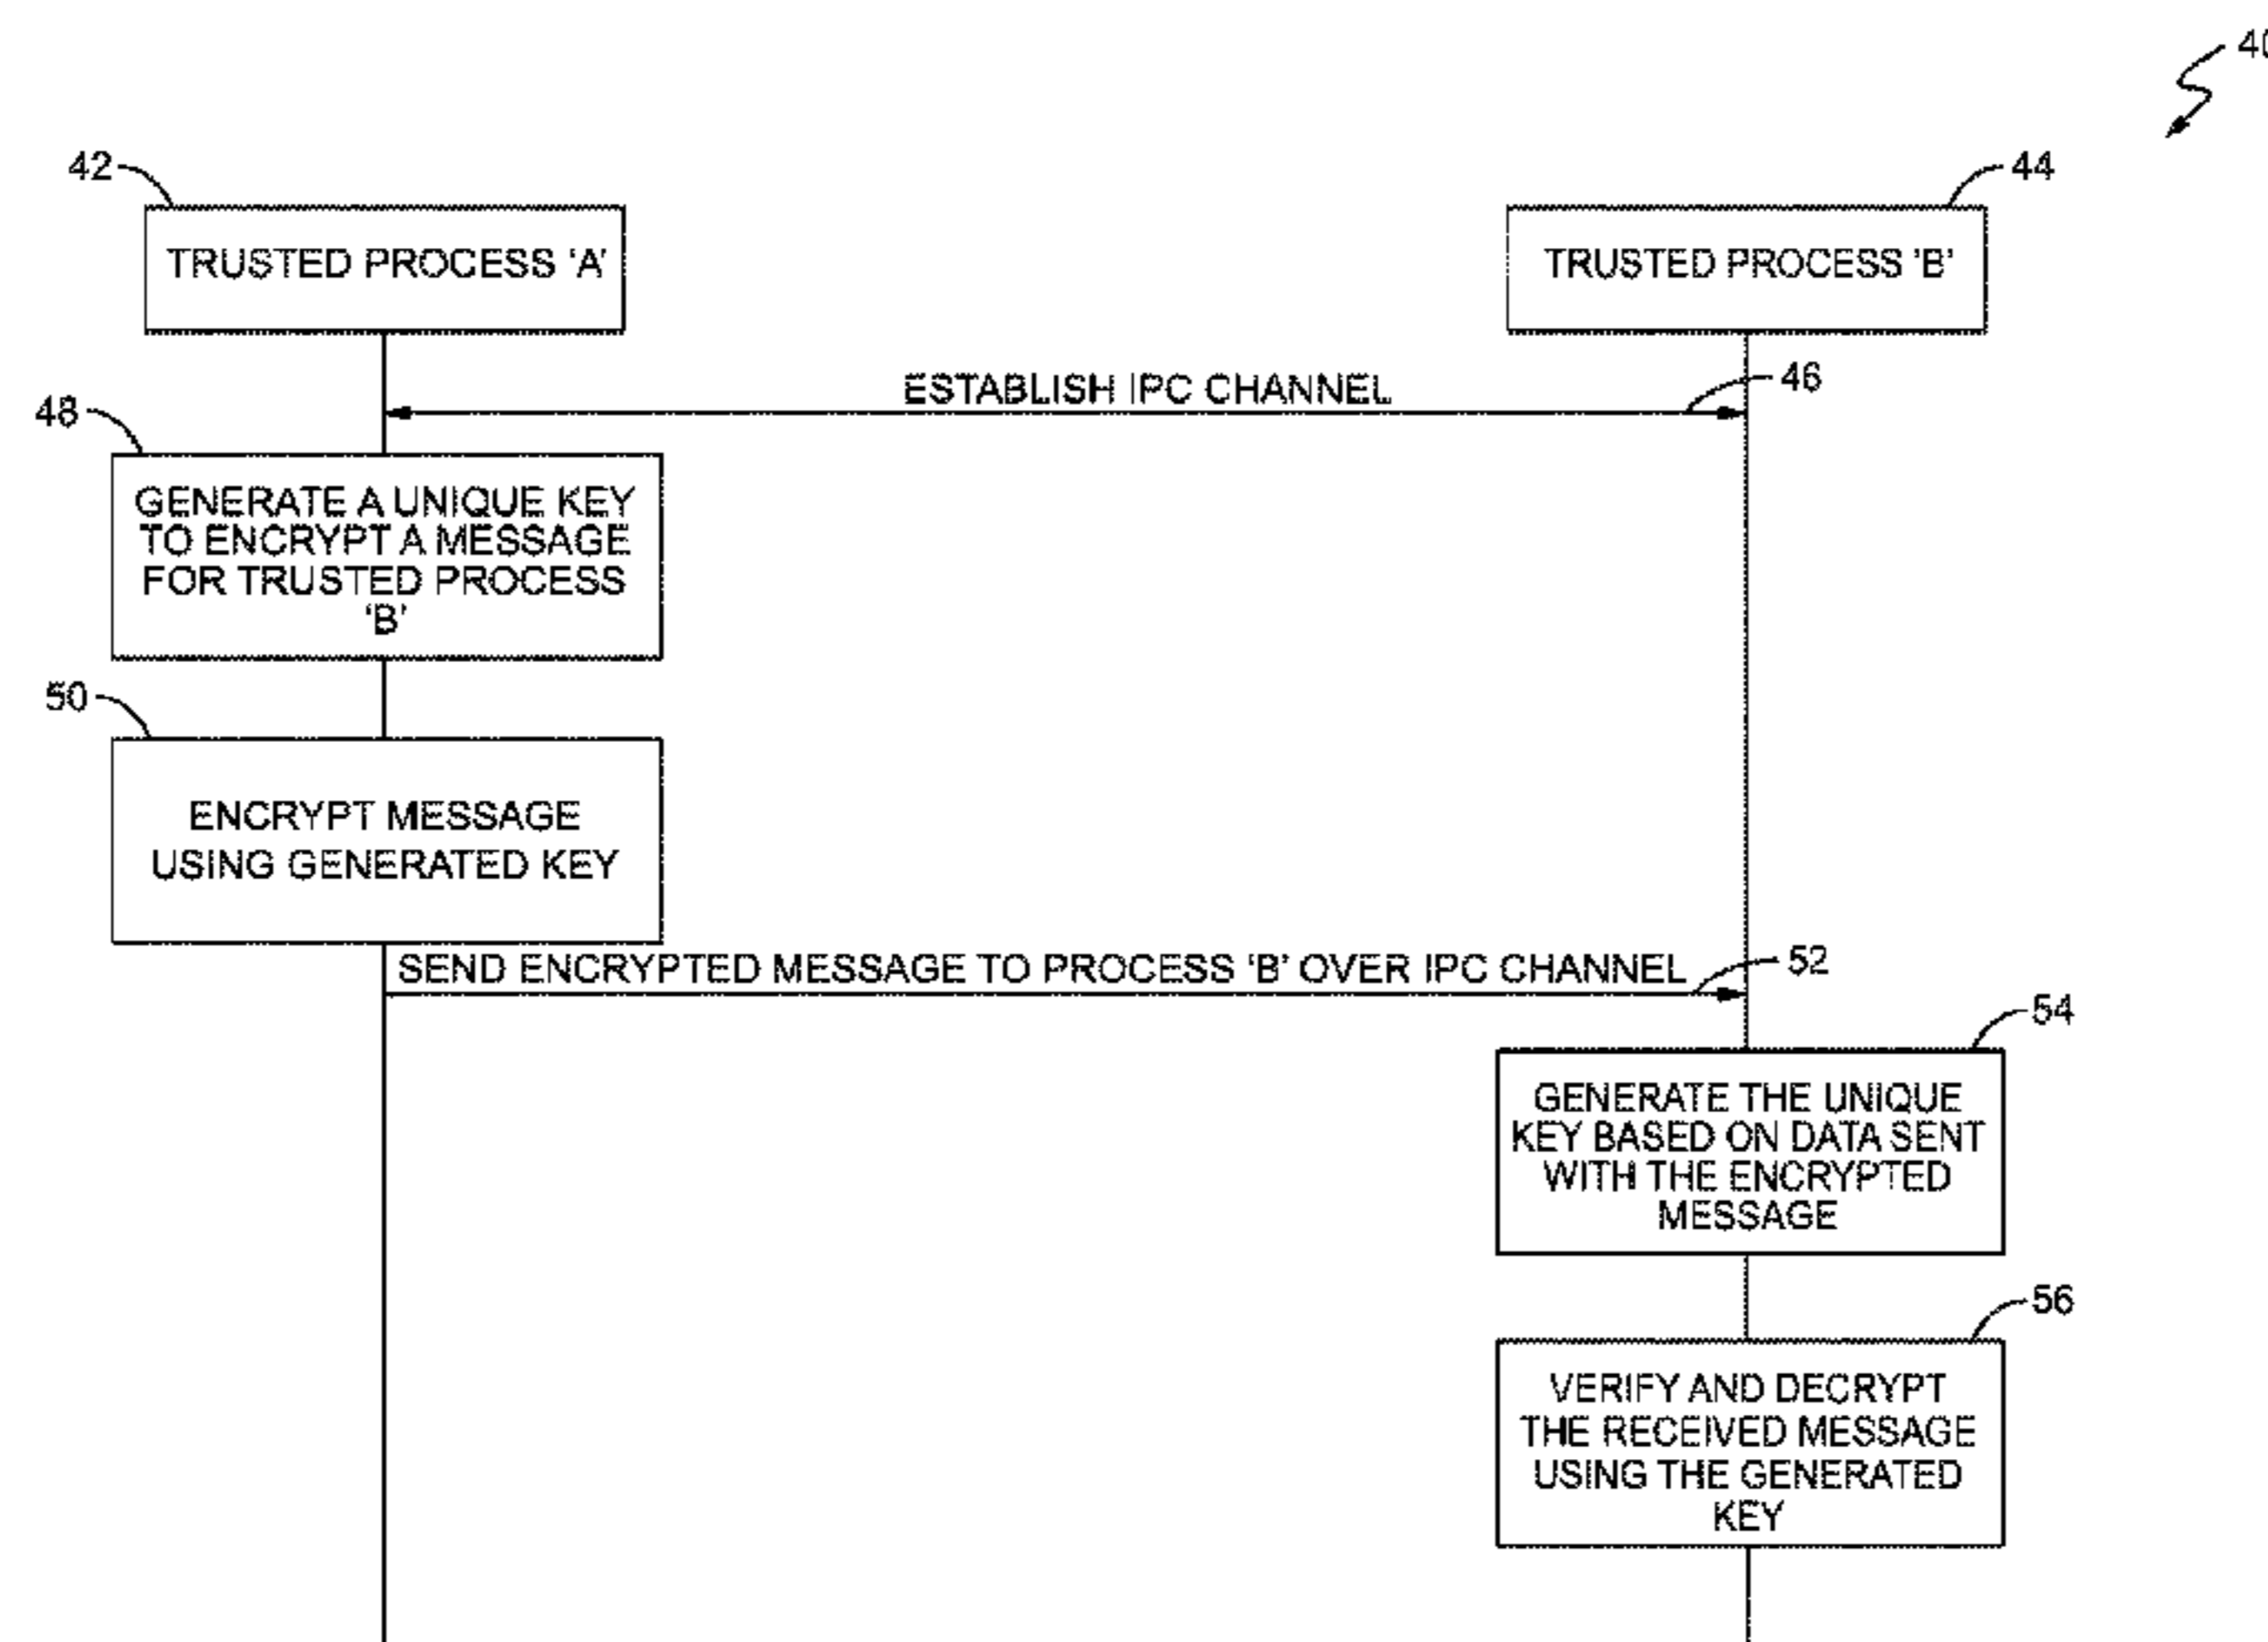 40
42
44
TRUSTED PROCESS 'A'
TRUSTED PROCESS 'B'
ESTABLISH IPC CHANNEL
46
48
GENERATE A UNIQUE KEY
TO ENCRYPT A MESSAGE
FOR TRUSTED PROCESS
'B'
50
ENCRYPT MESSAGE
USING GENERATED KEY
SEND ENCRYPTED MESSAGE TO PROCESS 'B' OVER IPC CHANNEL
52
54
GENERATE THE UNIQUE
KEY BASED ON DATA SENT
WITH THE ENCRYPTED
MESSAGE
56
VERIFY AND DECRYPT
THE RECEIVED MESSAGE
USING THE GENERATED
KEY